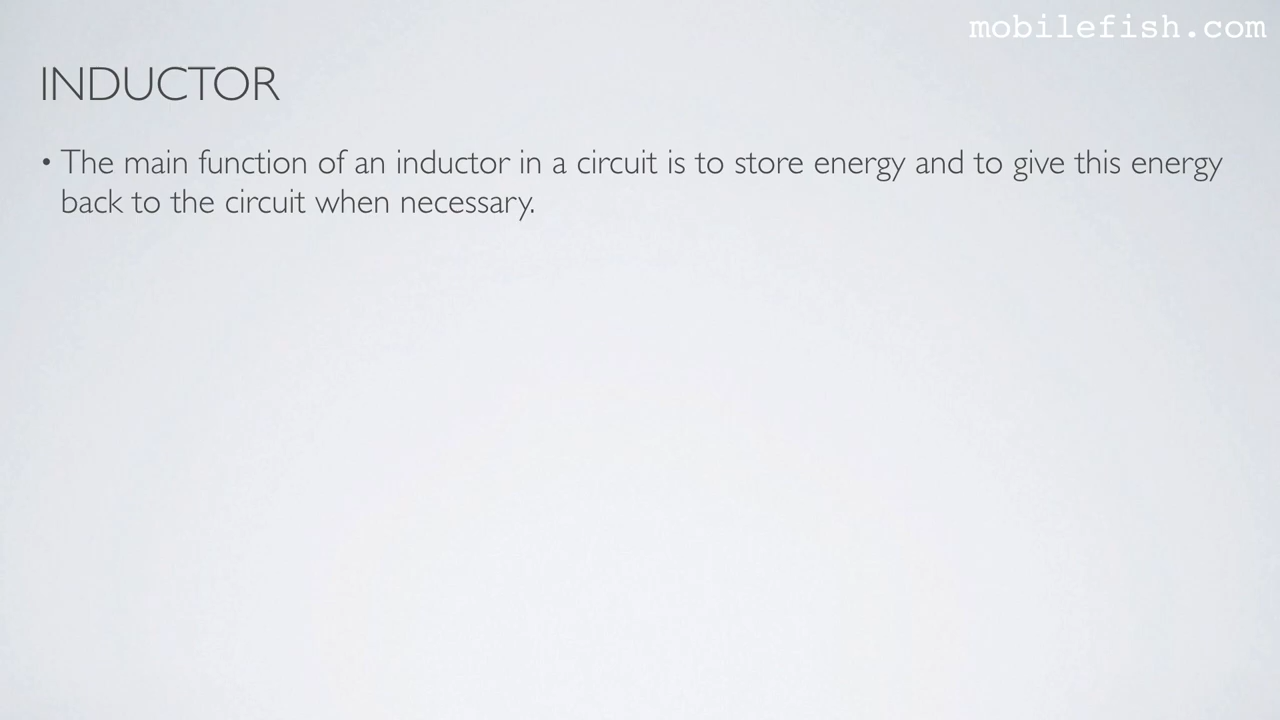 mobilefish.com
INDUCTOR
• The main function of an inductor in a circuit is to store energy and to give this energy
back to the circuit when necessary.